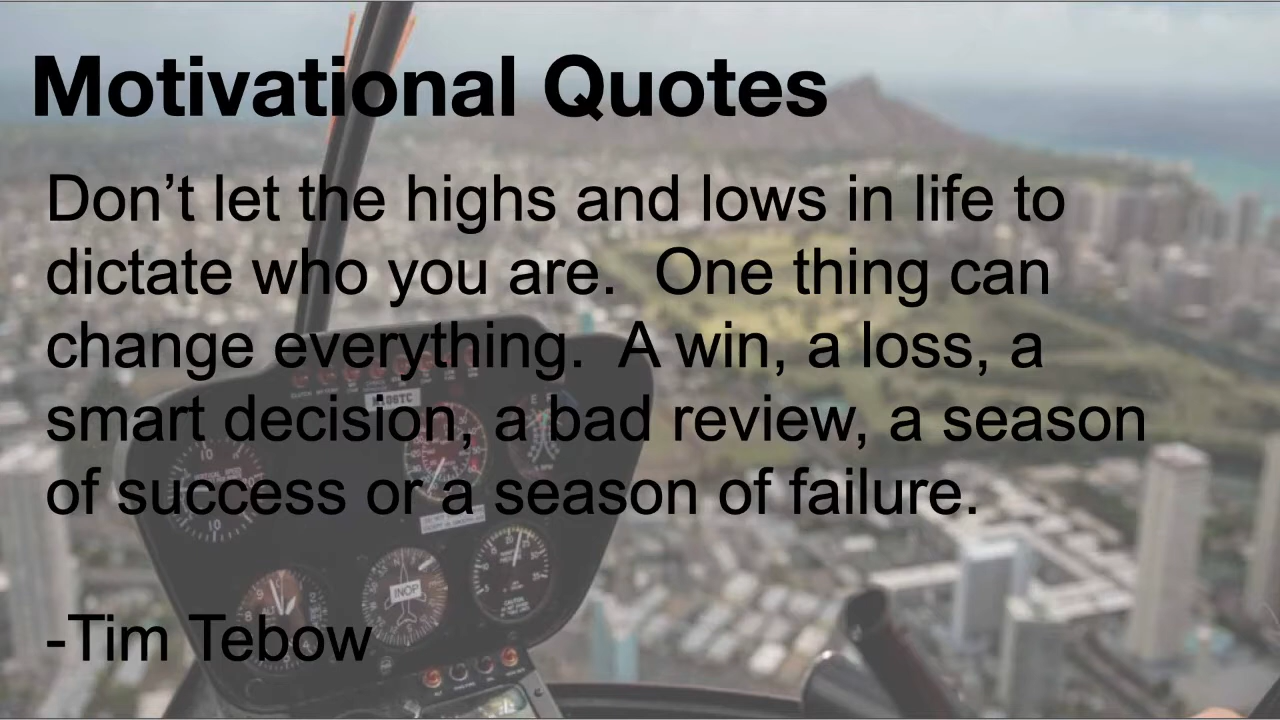 Motivational Quotes
Don’t let the highs and lows in life to
dictate who you are.  One thing can
change everything.  A win, a loss, a
smart decision, a bad review, a season
of success or a season of failure.
-Tim Tebow
INOP